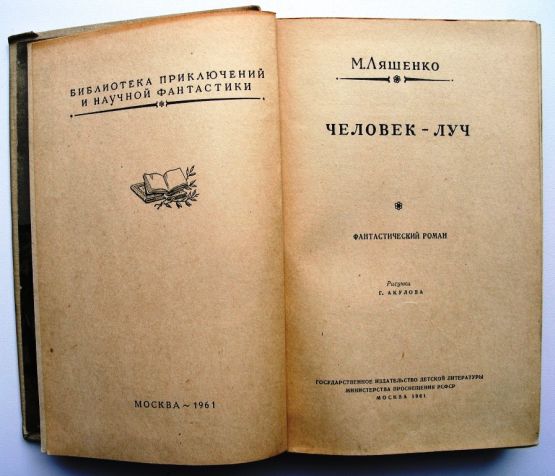 БИБЛИОТЕКА ПРИКЛЮЧЕНИЙ
И НАУЧНОЙ ФАНТАСТИКИ
МОСКВА ~ 1961
М. ЛЯШЕНКО
ЧЕЛОВЕК – ЛУЧ
ФАНТАСТИЧЕСКИЙ РОМАН
Рисунки
Г. АКУЛОВА
ГОСУДАРСТВЕННОЕ ИЗДАТЕЛЬСТВО ДЕТСКОЙ ЛИТЕРАТУРЫ
МИНИСТЕРСТВА ПРОСВЕЩЕНИЯ РСФСР
МОСКВА 1961